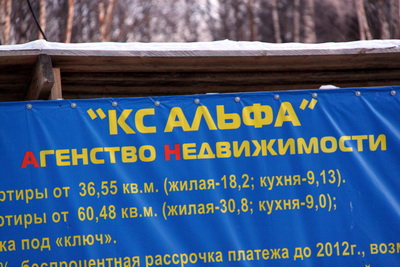 "КС АЛЬФА"
АГЕНСТВО НЕДВИЖИМОСТИ
ртиры от 36,55 кв.м. (жилая-18,2; кухня-9,13).
ртиры от 60,48 кв.м. (жилая-30,8; кухня-9,0);
ка под «ключ».
%, беспроцентная рассрочка платежа до 2012г., воз